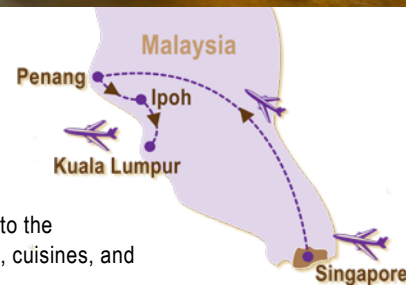 Malaysia
Penang
Ipoh
Kuala Lumpur
to the
, cuisines, and
Singapore